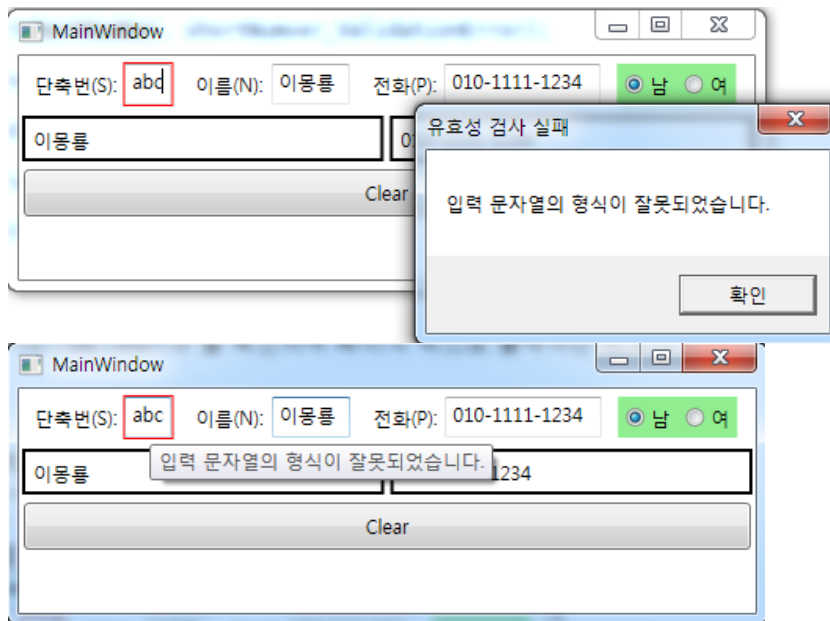 MainWindow
단축번(S): abc 이름(N): 이몽룡 전화(P): 010-1111-1234 남 여
유효성 검사 실패
이몽룡 0
Clear
입력 문자열의 형식이 잘못되었습니다.
확인
MainWindow
단축번(S): abc 이름(N): 이몽룡 전화(P): 010-1111-1234 남 여
입력 문자열의 형식이 잘못되었습니다.
이몽룡 1234
Clear